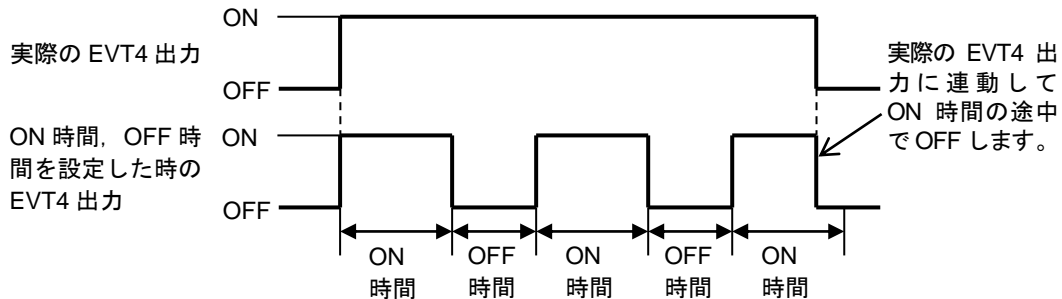 ON
実際の EVT4 出力
OFF
実際の EVT4 出
力に連動して
ON 時間の途中
で OFF します。
ON 時間，OFF 時
間を設定した時の
EVT4 出力
ON
OFF
ON
時間
OFF
時間
ON
時間
OFF
時間
ON
時間